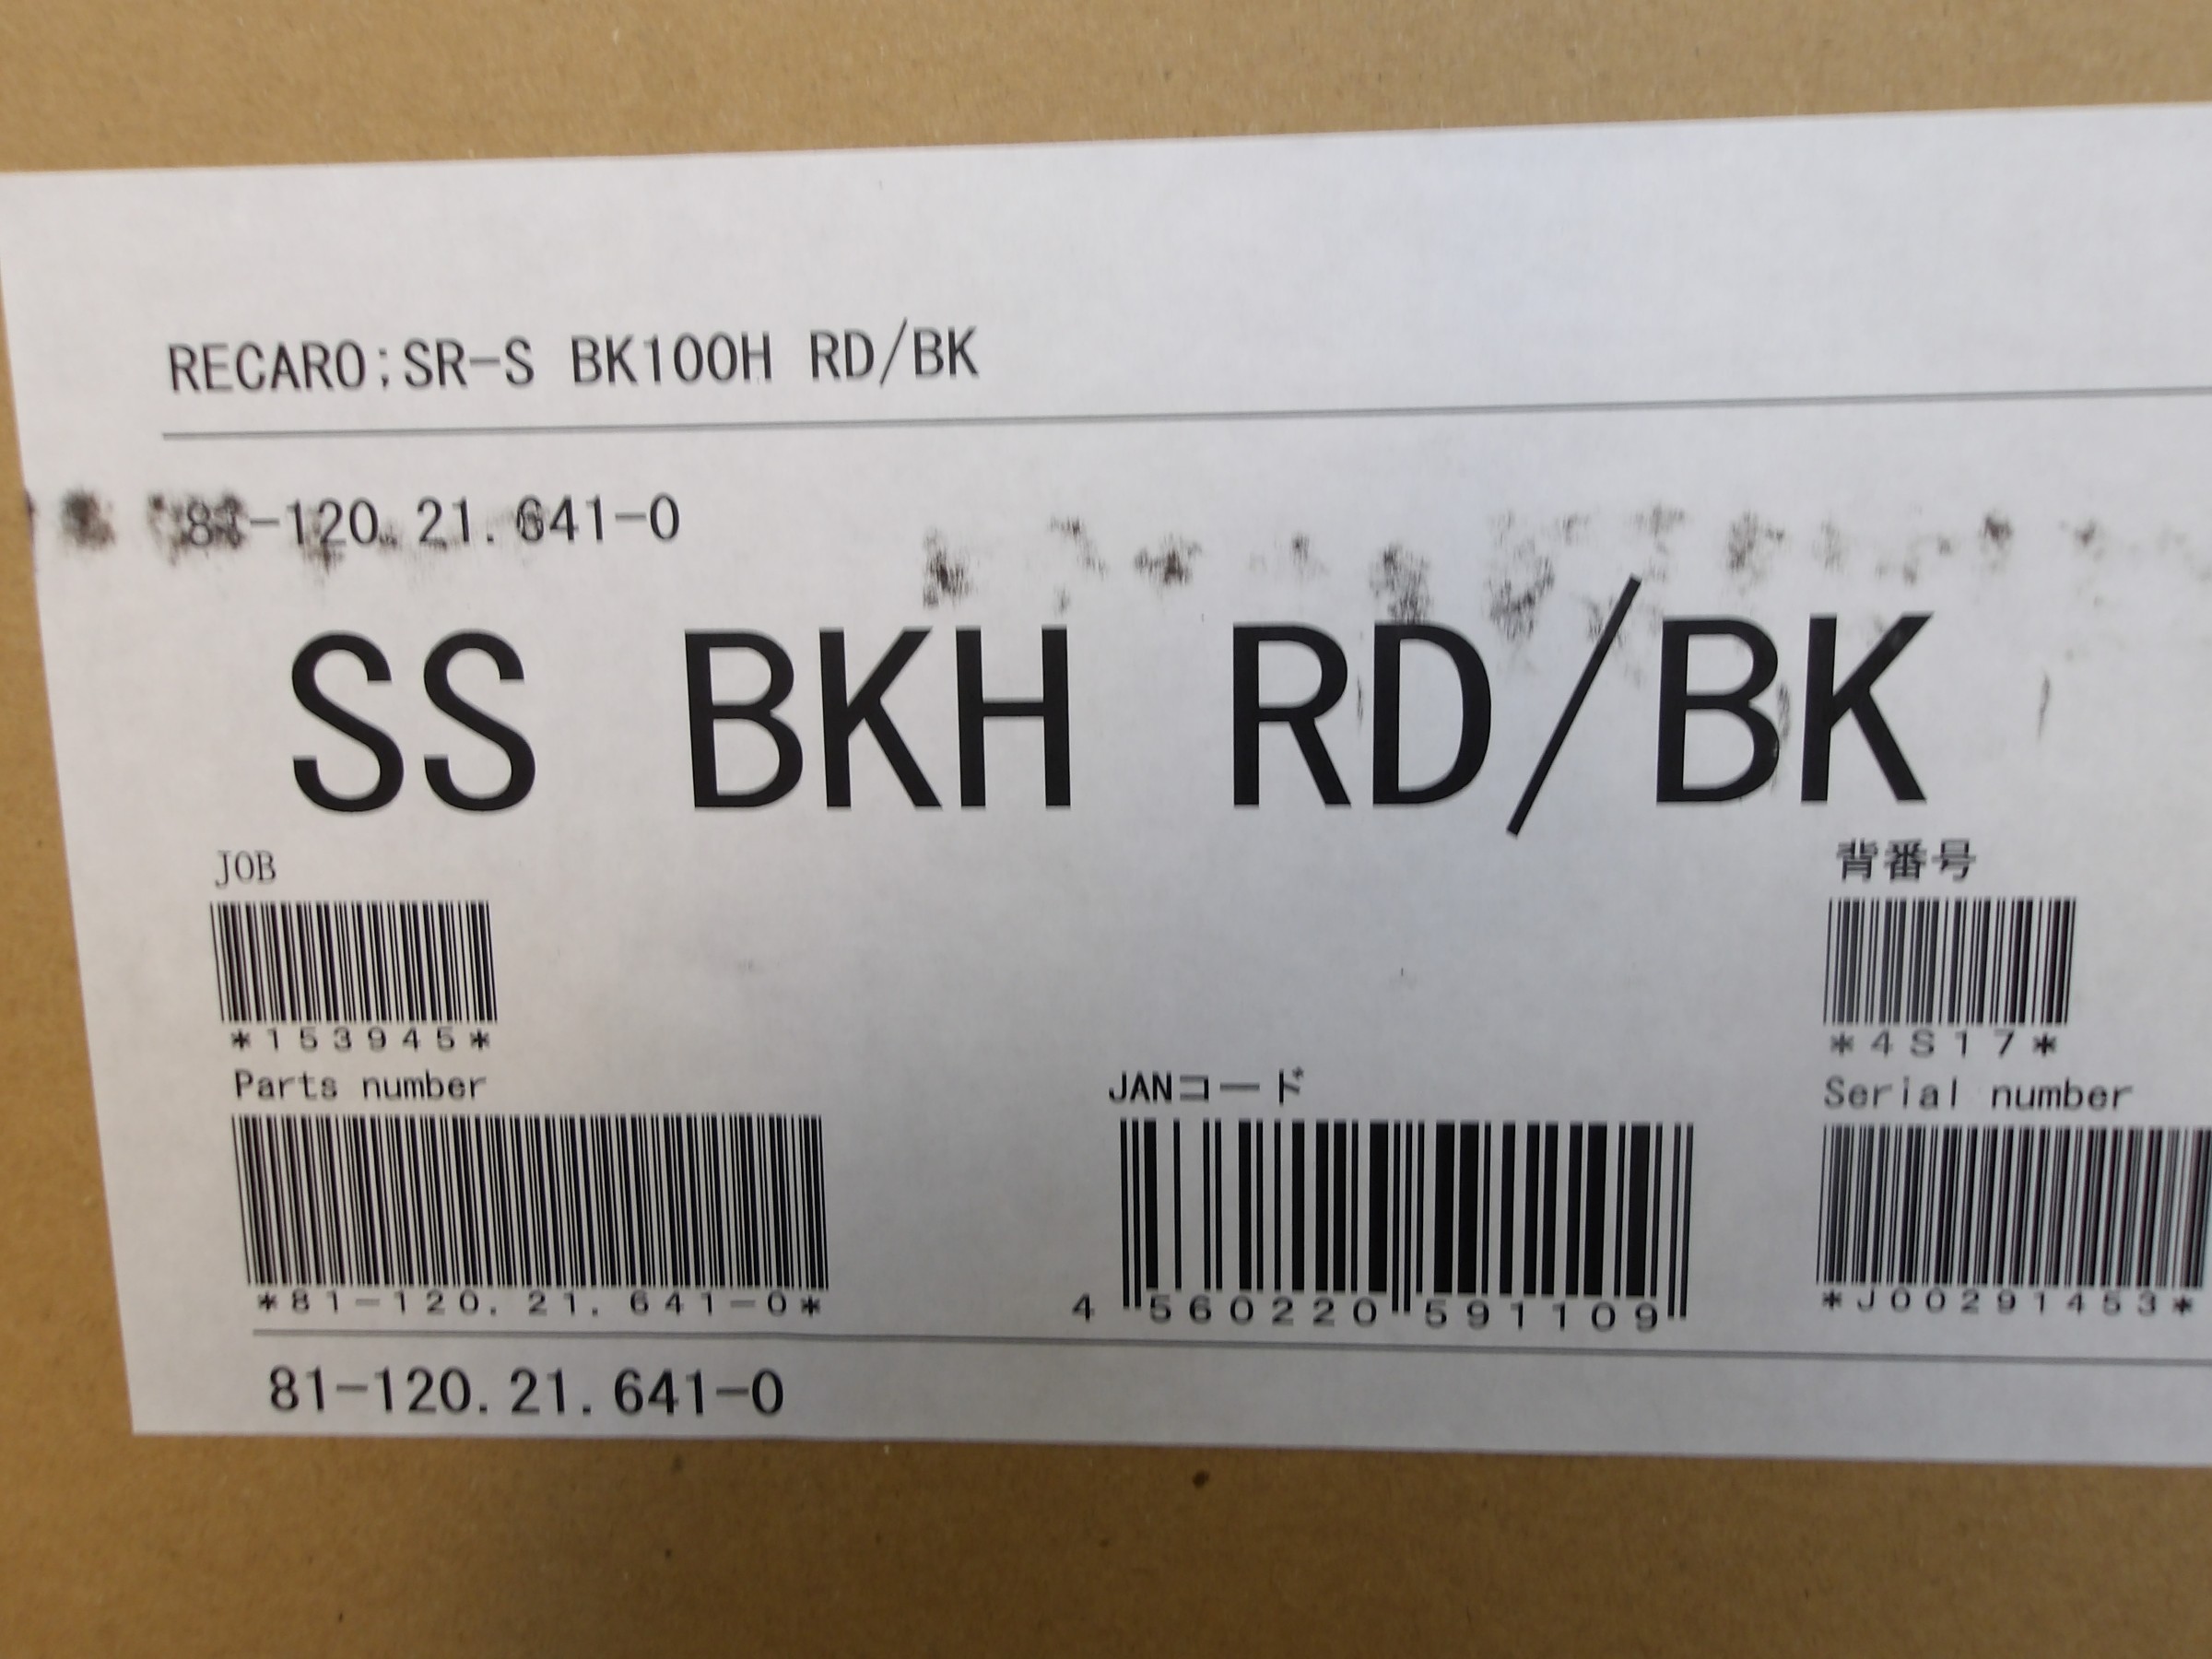 RECARO;SR-S BK100H RD/BK
81-120.21.641-0
SS BKH RD/BK
JOB
背番号
*153945*
*4S17*
Parts number
JANコード
Serial number
*81-120.21.641-0*
4 560220 591109
*J00291453*
81-120.21.641-0